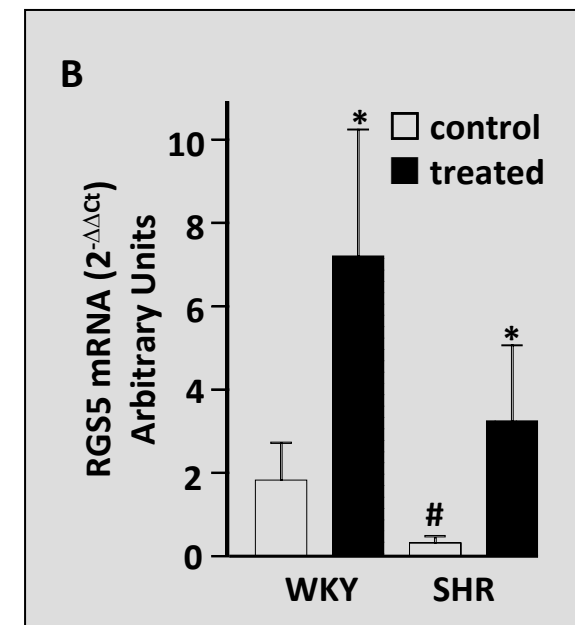 B
RGS5 mRNA (2-ΔΔCt)
Arbitrary Units
10
8
6
4
2
0
*
control
treated
*
#
WKY
SHR